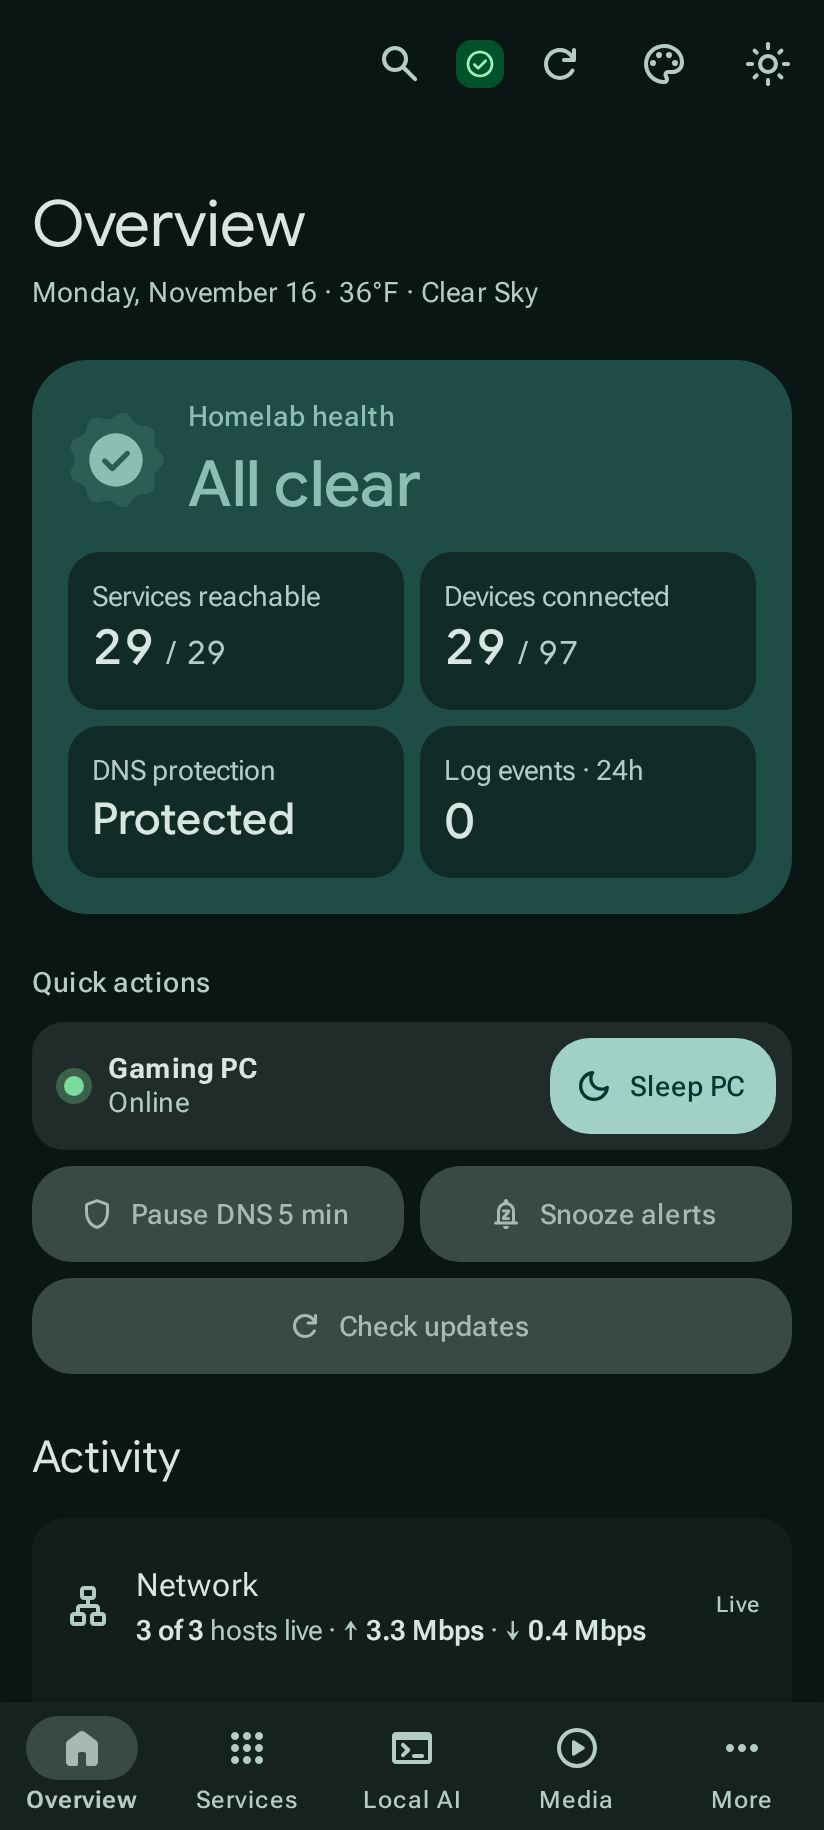 Overview
Monday, November 16 · 36°F · Clear Sky
Homelab health
All clear
Services reachable
29 / 29
Devices connected
29 / 97
DNS protection
Protected
Log events · 24h
0
Quick actions
Gaming PC
Online
Sleep PC
Pause DNS 5 min
Snooze alerts
Check updates
Activity
Network
3 of 3 hosts live · ↑ 3.3 Mbps · ↓ 0.4 Mbps
Live
Overview
Services
Local AI
Media
More